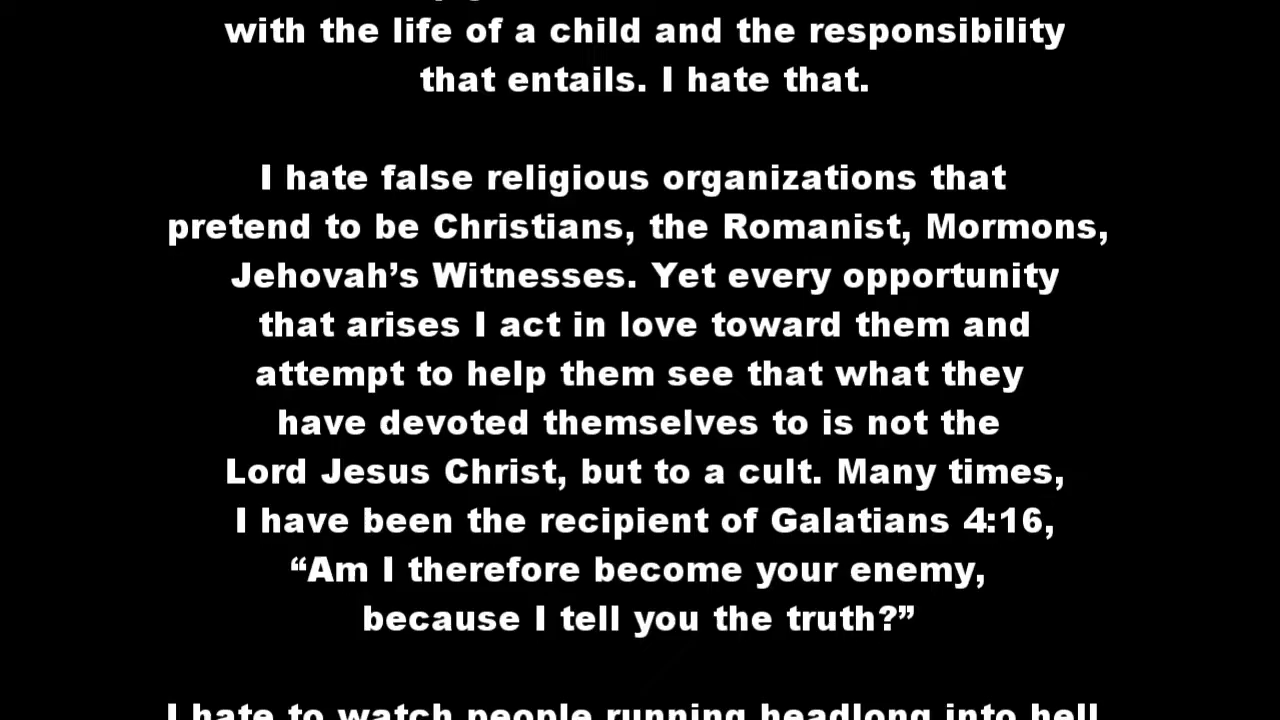 with the life of a child and the responsibility
that entails. I hate that.
I hate false religious organizations that
pretend to be Christians, the Romanist, Mormons,
Jehovah’s Witnesses. Yet every opportunity
that arises I act in love toward them and
attempt to help them see that what they
have devoted themselves to is not the
Lord Jesus Christ, but to a cult. Many times,
I have been the recipient of Galatians 4:16,
“Am I therefore become your enemy,
because I tell you the truth?”
I hate to watch people running headlong into hell